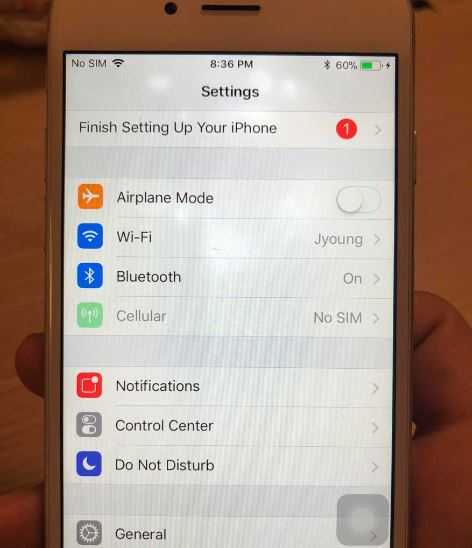 No SIM 8:36 PM 60%
Settings
Finish Setting Up Your iPhone 1
Airplane Mode
Wi-Fi Jyoung
Bluetooth On
Cellular No SIM
Notifications
Control Center
Do Not Disturb
General